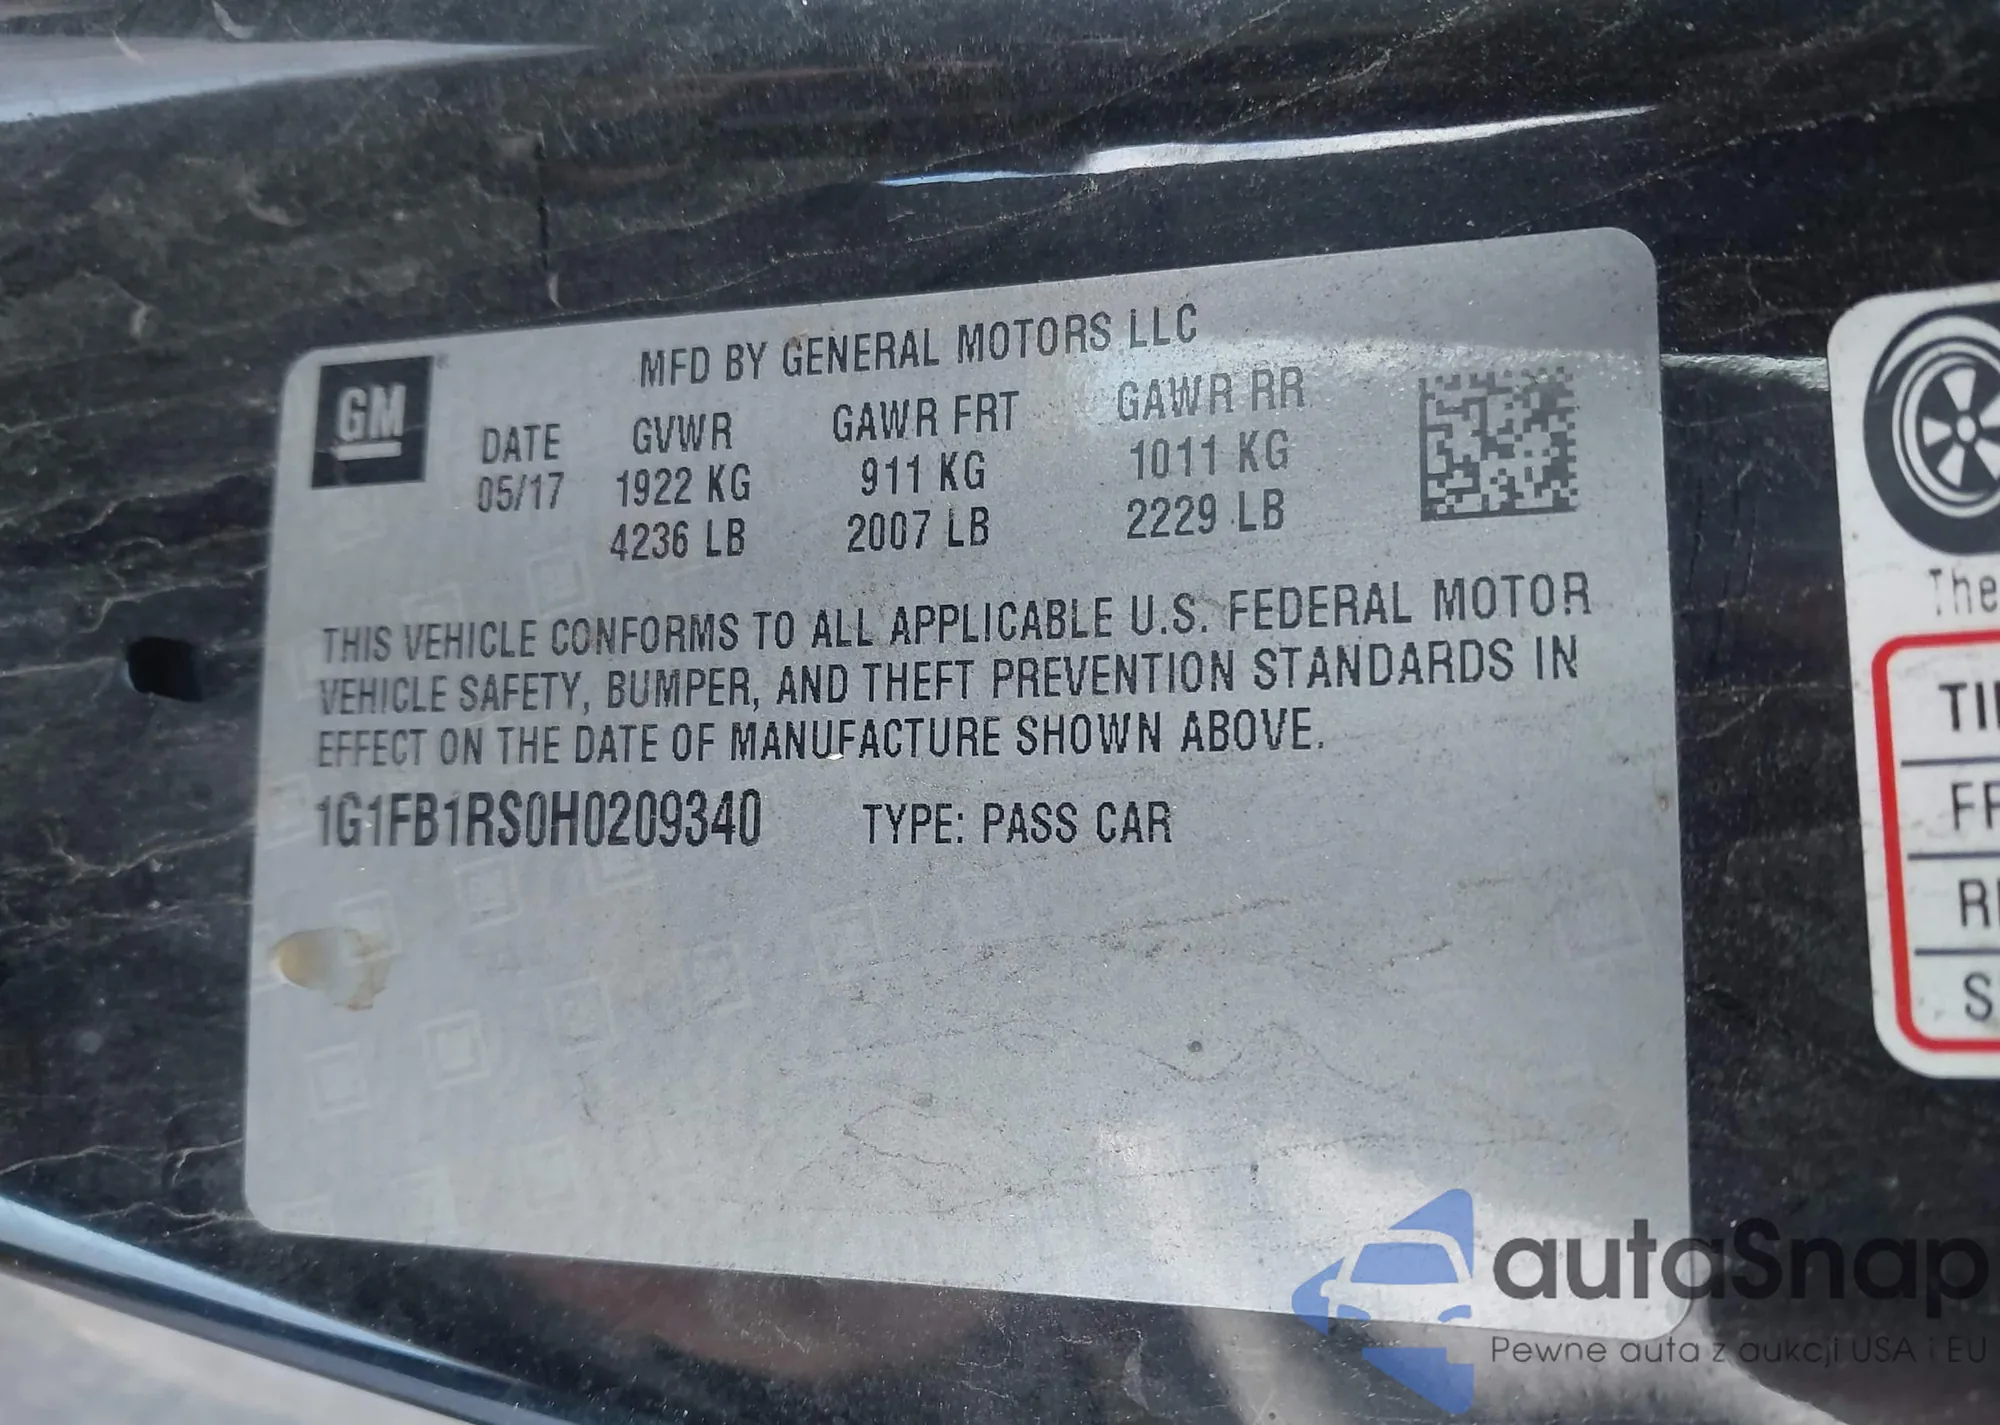 GM
MFD BY GENERAL MOTORS LLC
DATE GVWR GAWR FRT GAWR RR
05/17 1922 KG 911 KG 1011 KG
4236 LB 2007 LB 2229 LB
THIS VEHICLE CONFORMS TO ALL APPLICABLE U.S. FEDERAL MOTOR
VEHICLE SAFETY, BUMPER, AND THEFT PREVENTION STANDARDS IN
EFFECT ON THE DATE OF MANUFACTURE SHOWN ABOVE.
1G1FB1RS0H0209340 TYPE: PASS CAR
The
autaSnap
Pewne auta z aukcji USA i EU